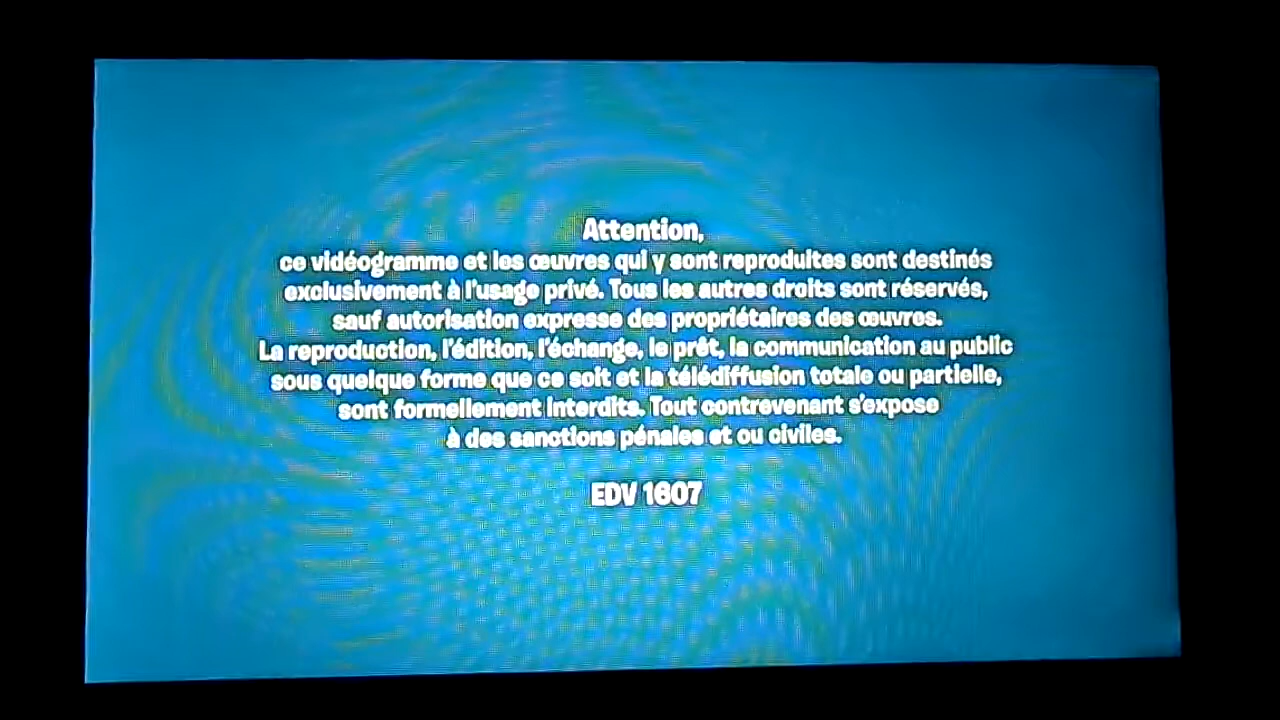 Attention,
ce vidéogramme et les œuvres qui y sont reproduites sont destinés
exclusivement à l'usage privé. Tous les autres droits sont réservés,
sauf autorisation expresse des propriétaires des œuvres.
La reproduction, l'édition, l'échange, le prêt, la communication au public
sous quelque forme que ce soit et la télédiffusion totale ou partielle,
sont formellement interdits. Tout contrevenant s'expose
à des sanctions pénales et ou civiles.
EDV 1607